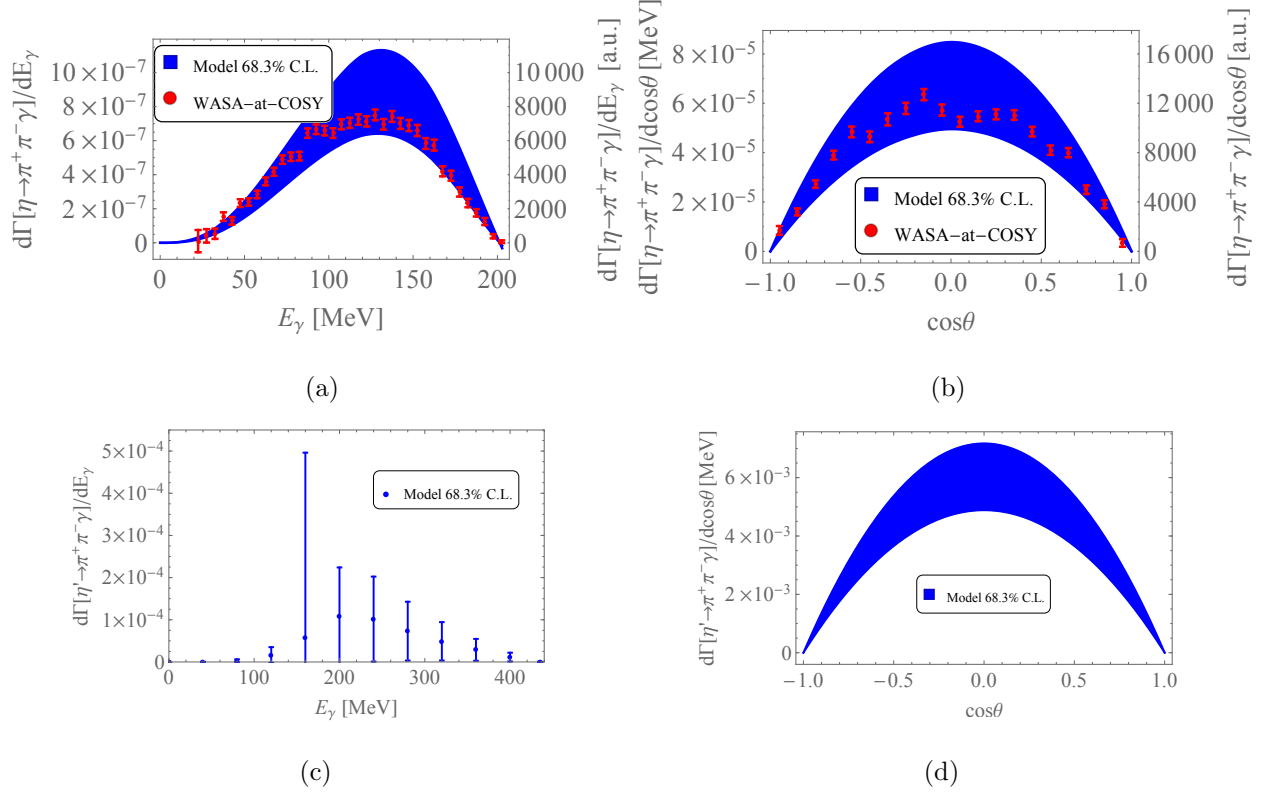 dΓ[η→π⁺π⁻γ]/dE_γ
10×10⁻⁷
8×10⁻⁷
6×10⁻⁷
4×10⁻⁷
2×10⁻⁷
0
Model 68.3% C.L.
WASA-at-COSY
10 000
8000
6000
4000
2000
0
dΓ[η→π⁺π⁻γ]/dE_γ [a.u.]
0 50 100 150 200
E_γ [MeV]
(a)
dΓ[η→π⁺π⁻γ]/dcosθ [MeV]
8×10⁻⁵
6×10⁻⁵
4×10⁻⁵
2×10⁻⁵
0
Model 68.3% C.L.
WASA-at-COSY
16 000
12 000
8000
4000
0
dΓ[η→π⁺π⁻γ]/dcosθ [a.u.]
−1.0 −0.5 0.0 0.5 1.0
cosθ
(b)
dΓ[η'→π⁺π⁻γ]/dE_γ
5×10⁻⁴
4×10⁻⁴
3×10⁻⁴
2×10⁻⁴
1×10⁻⁴
0
Model 68.3% C.L.
0 100 200 300 400
E_γ [MeV]
(c)
dΓ[η'→π⁺π⁻γ]/dcosθ [MeV]
6×10⁻³
4×10⁻³
2×10⁻³
0
Model 68.3% C.L.
−1.0 −0.5 0.0 0.5 1.0
cosθ
(d)